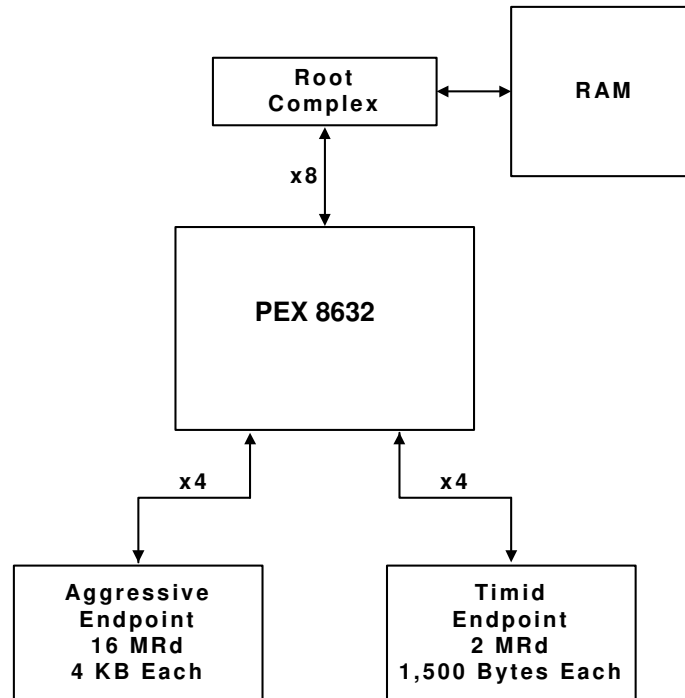 Root
Complex
RAM
x8
PEX 8632
x4
x4
Aggressive
Endpoint
16 MRd
4 KB Each
Timid
Endpoint
2 MRd
1,500 Bytes Each